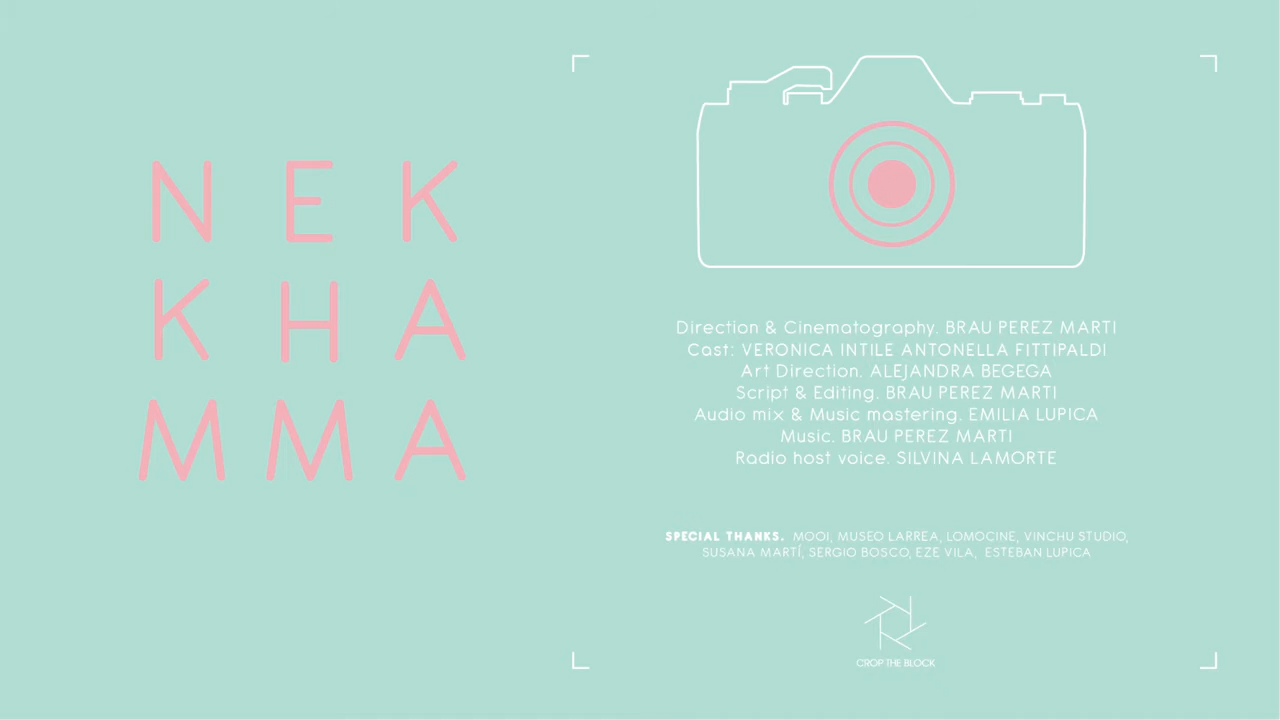 NEK
KHA
MMA
Direction & Cinematography. BRAU PEREZ MARTI
Cast: VERONICA INTILE ANTONELLA FITTIPALDI
Art Direction. ALEJANDRA BEGEGA
Script & Editing. BRAU PEREZ MARTI
Audio mix & Music mastering. EMILIA LUPICA
Music. BRAU PEREZ MARTI
Radio host voice. SILVINA LAMORTE
SPECIAL THANKS. MOOI, MUSEO LARREA, LOMOCINE, VINCHU STUDIO,
SUSANA MARTÍ, SERGIO BOSCO, EZE VILA, ESTEBAN LUPICA
CROP THE BLOCK